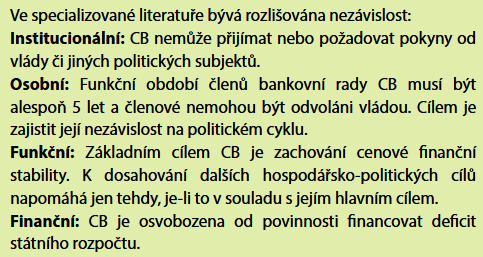 Ve specializované literatuře bývá rozlišována nezávislost:
Institucionální: CB nemůže přijímat nebo požadovat pokyny od
vlády či jiných politických subjektů.
Osobní: Funkční období členů bankovní rady CB musí být
alespoň 5 let a členové nemohou být odvoláni vládou. Cílem je
zajistit její nezávislost na politickém cyklu.
Funkční: Základním cílem CB je zachování cenové finanční
stability. K dosahování dalších hospodářsko-politických cílů
napomáhá jen tehdy, je-li to v souladu s jejím hlavním cílem.
Finanční: CB je osvobozena od povinnosti financovat deficit
státního rozpočtu.